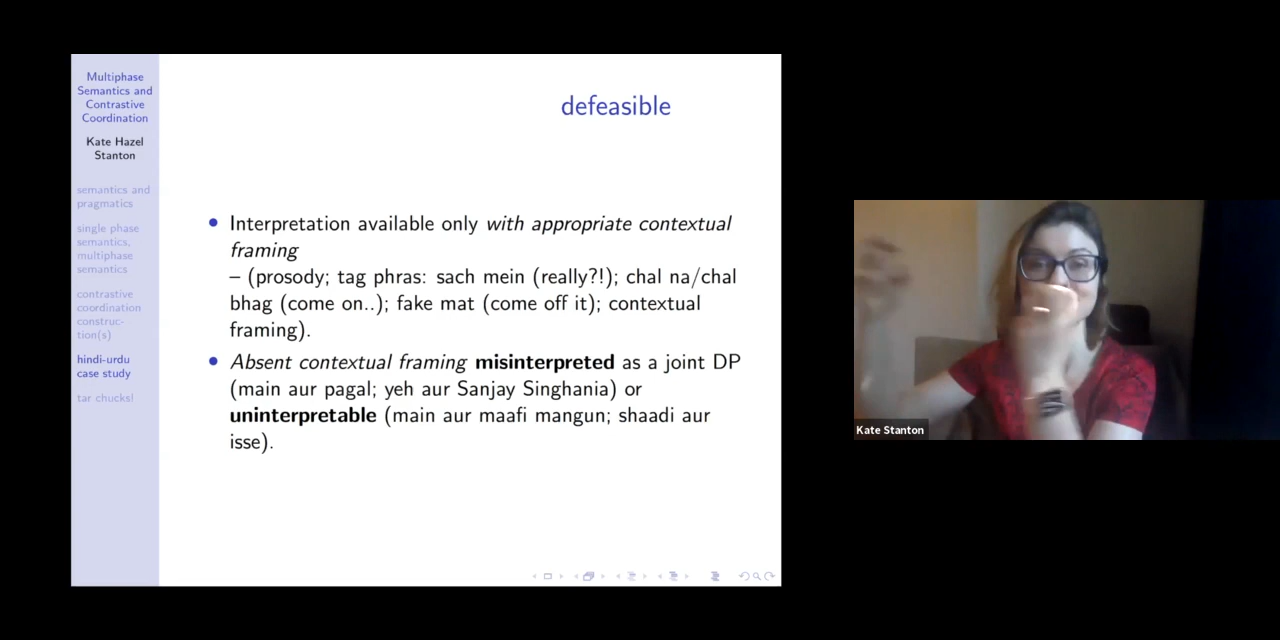 Multiphase
Semantics and
Contrastive
Coordination
Kate Hazel
Stanton
semantics and
pragmatics
single phase
semantics,
multiphase
semantics
contrastive
coordination
construc-
tion(s)
hindi-urdu
case study
tar chucks!
defeasible
Interpretation available only with appropriate contextual
framing
– (prosody; tag phras: sach mein (really?!); chal na/chal
bhag (come on..); fake mat (come off it); contextual
framing).
Absent contextual framing misinterpreted as a joint DP
(main aur pagal; yeh aur Sanjay Singhania) or
uninterpretable (main aur maafi mangun; shaadi aur
isse).
Kate Stanton